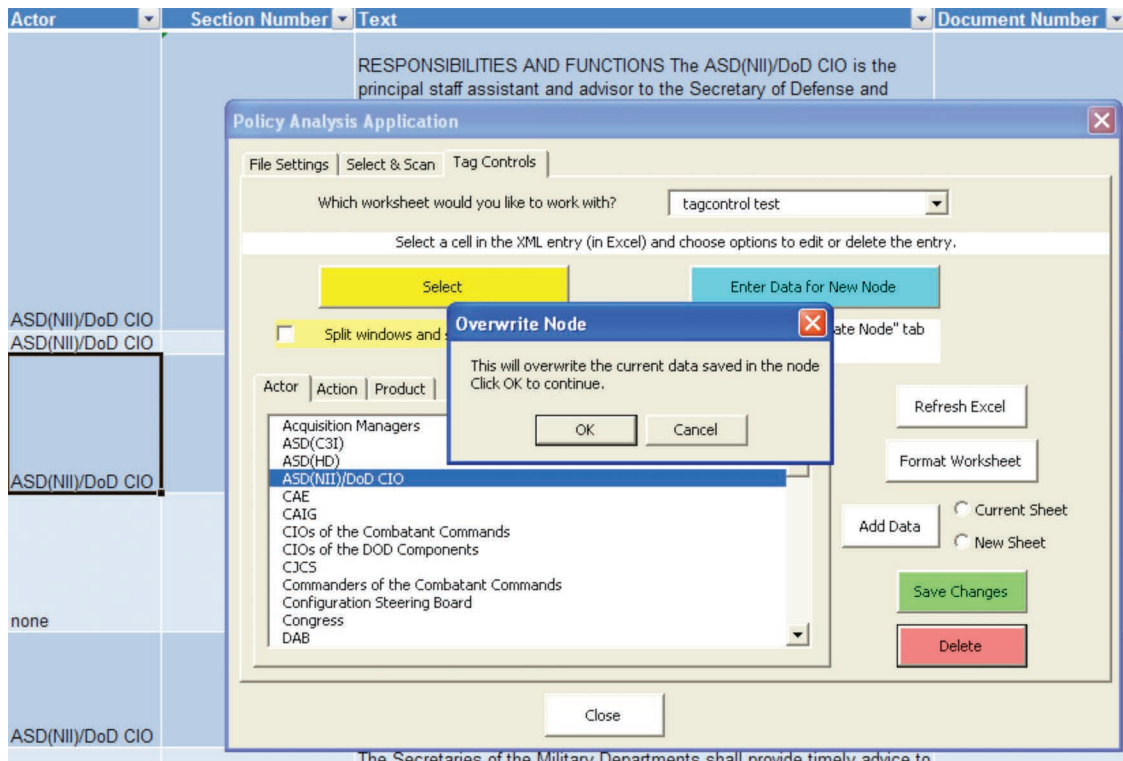 Actor Section Number Text Document Number
RESPONSIBILITIES AND FUNCTIONS The ASD(NII)/DoD CIO is the
principal staff assistant and advisor to the Secretary of Defense and
Policy Analysis Application
File Settings Select & Scan Tag Controls
Which worksheet would you like to work with? tagcontrol test
Select a cell in the XML entry (in Excel) and choose options to edit or delete the entry.
Select Enter Data for New Node
ASD(NII)/DoD CIO
ASD(NII)/DoD CIO
Split windows and
ate Node" tab
Overwrite Node
This will overwrite the current data saved in the node
Click OK to continue.
OK Cancel
Actor Action Product
Acquisition Managers
ASD(C3I)
ASD(HD)
ASD(NII)/DoD CIO
CAE
CAIG
CIOs of the Combatant Commands
CIOs of the DOD Components
CJCS
Commanders of the Combatant Commands
Configuration Steering Board
Congress
DAB
Refresh Excel
Format Worksheet
Add Data
Current Sheet
New Sheet
Save Changes
Delete
Close
ASD(NII)/DoD CIO
none
ASD(NII)/DoD CIO
The Secretaries of the Military Departments shall provide timely advice to